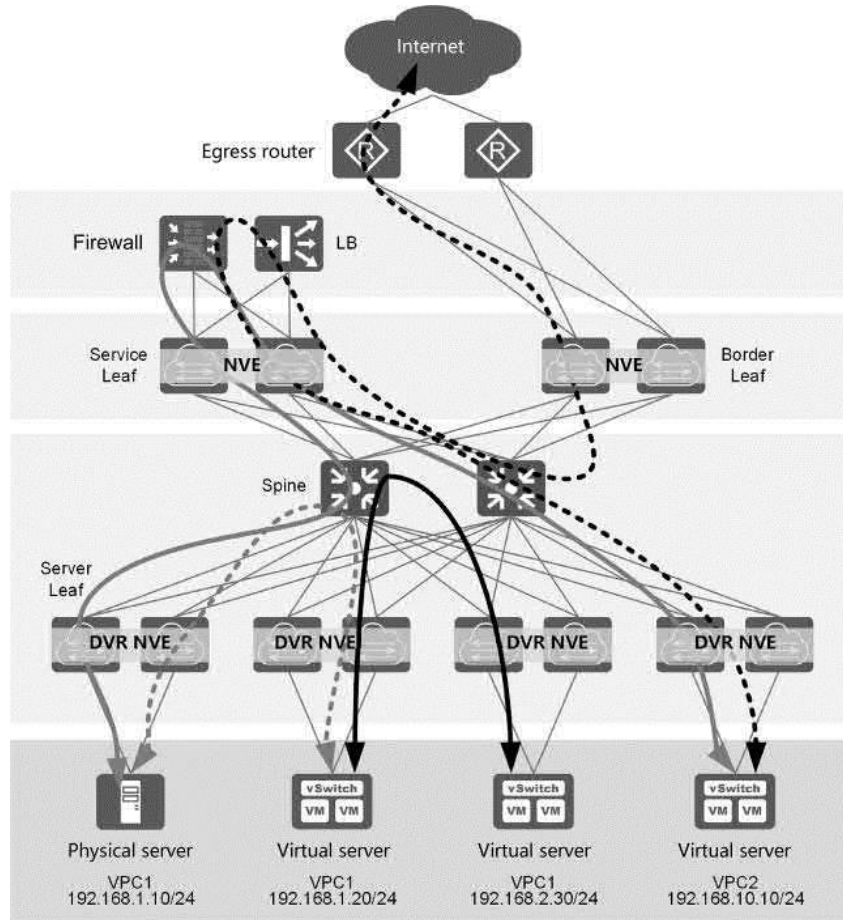 Internet
Egress router
R
R
Firewall
LB
Service
Leaf
NVE
NVE
Border
Leaf
Spine
Server
Leaf
DVR NVE
DVR NVE
DVR NVE
DVR NVE
vSwitch
VM VM
vSwitch
VM VM
vSwitch
VM VM
Physical server
Virtual server
Virtual server
Virtual server
VPC1
192.168.1.10/24
VPC1
192.168.1.20/24
VPC1
192.168.2.30/24
VPC2
192.168.10.10/24